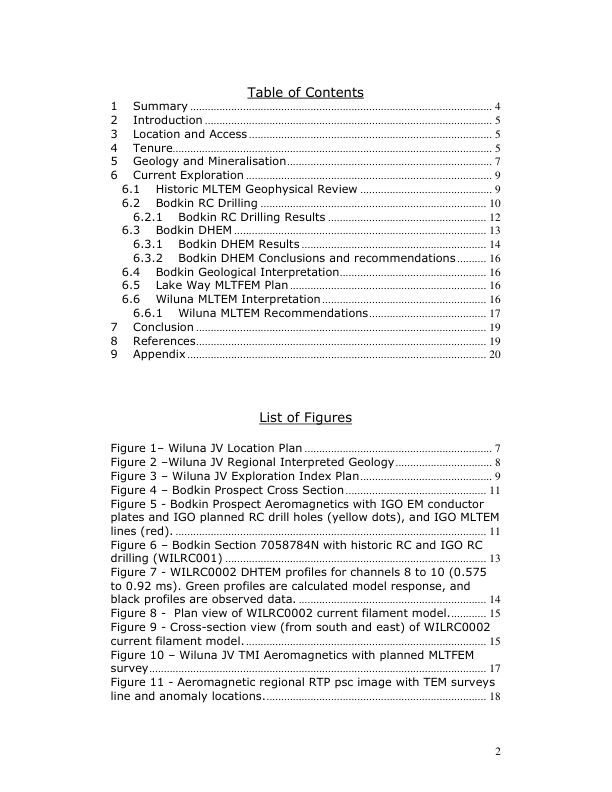 Table of Contents
1 Summary ........ 4
2 Introduction ........ 5
3 Location and Access ........ 5
4 Tenure ........ 5
5 Geology and Mineralisation ........ 7
6 Current Exploration ........ 9
6.1 Historic MLTEM Geophysical Review ........ 9
6.2 Bodkin RC Drilling ........ 10
6.2.1 Bodkin RC Drilling Results ........ 12
6.3 Bodkin DHEM ........ 13
6.3.1 Bodkin DHEM Results ........ 14
6.3.2 Bodkin DHEM Conclusions and recommendations ........ 16
6.4 Bodkin Geological Interpretation ........ 16
6.5 Lake Way MLTFEM Plan ........ 16
6.6 Wiluna MLTEM Interpretation ........ 16
6.6.1 Wiluna MLTEM Recommendations ........ 17
7 Conclusion ........ 19
8 References ........ 19
9 Appendix ........ 20
List of Figures
Figure 1– Wiluna JV Location Plan ........ 7
Figure 2 –Wiluna JV Regional Interpreted Geology ........ 8
Figure 3 – Wiluna JV Exploration Index Plan ........ 9
Figure 4 – Bodkin Prospect Cross Section ........ 11
Figure 5 - Bodkin Prospect Aeromagnetics with IGO EM conductor
plates and IGO planned RC drill holes (yellow dots), and IGO MLTEM
lines (red). ........ 11
Figure 6 – Bodkin Section 7058784N with historic RC and IGO RC
drilling (WILRC001) ........ 13
Figure 7 - WILRC0002 DHTEM profiles for channels 8 to 10 (0.575
to 0.92 ms). Green profiles are calculated model response, and
black profiles are observed data. ........ 14
Figure 8 - Plan view of WILRC0002 current filament model. ........ 15
Figure 9 - Cross-section view (from south and east) of WILRC0002
current filament model. ........ 15
Figure 10 – Wiluna JV TMI Aeromagnetics with planned MLTFEM
survey ........ 17
Figure 11 - Aeromagnetic regional RTP psc image with TEM surveys
line and anomaly locations. ........ 18
2